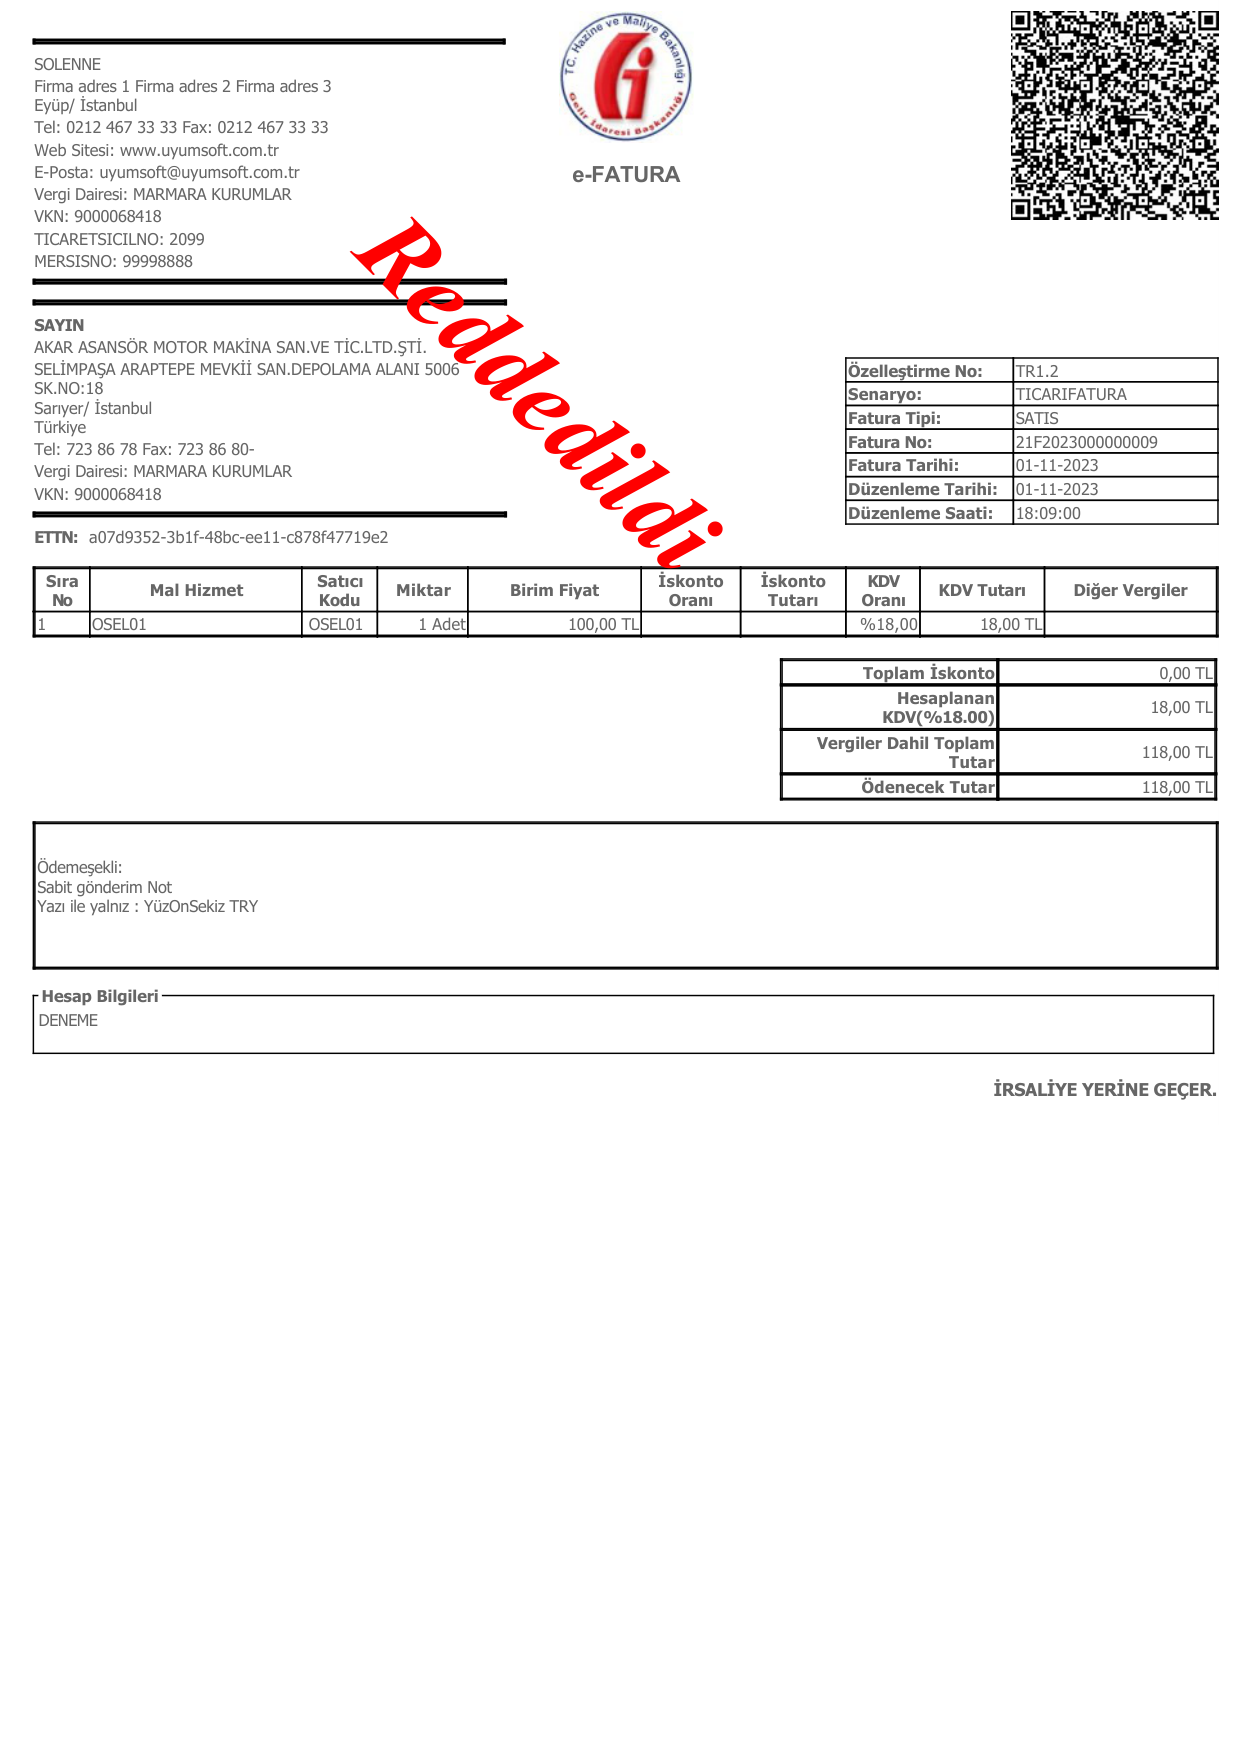 SOLENNE
Firma adres 1 Firma adres 2 Firma adres 3
Eyüp/ İstanbul
Tel: 0212 467 33 33 Fax: 0212 467 33 33
Web Sitesi: www.uyumsoft.com.tr
E-Posta: uyumsoft@uyumsoft.com.tr
Vergi Dairesi: MARMARA KURUMLAR
VKN: 9000068418
TICARETSICILNO: 2099
MERSISNO: 99998888
T.C. Hazine ve Maliye Bakanlığı
Gelir İdaresi Başkanlığı
e-FATURA
Reddedildi
SAYIN
AKAR ASANSÖR MOTOR MAKİNA SAN.VE TİC.LTD.ŞTİ.
SELİMPAŞA ARAPTEPE MEVKİİ SAN.DEPOLAMA ALANI 5006
SK.NO:18
Sarıyer/ İstanbul
Türkiye
Tel: 723 86 78 Fax: 723 86 80-
Vergi Dairesi: MARMARA KURUMLAR
VKN: 9000068418
Özelleştirme No: TR1.2
Senaryo: TICARIFATURA
Fatura Tipi: SATIS
Fatura No: 21F2023000000009
Fatura Tarihi: 01-11-2023
Düzenleme Tarihi: 01-11-2023
Düzenleme Saati: 18:09:00
ETTN: a07d9352-3b1f-48bc-ee11-c878f47719e2
Sıra No Mal Hizmet Satıcı Kodu Miktar Birim Fiyat İskonto Oranı İskonto Tutarı KDV Oranı KDV Tutarı Diğer Vergiler
1 OSEL01 OSEL01 1 Adet 100,00 TL %18,00 18,00 TL
Toplam İskonto 0,00 TL
Hesaplanan KDV(%18.00) 18,00 TL
Vergiler Dahil Toplam Tutar 118,00 TL
Ödenecek Tutar 118,00 TL
Ödemeşekli:
Sabit gönderim Not
Yazı ile yalnız : YüzOnSekiz TRY
Hesap Bilgileri
DENEME
İRSALİYE YERİNE GEÇER.